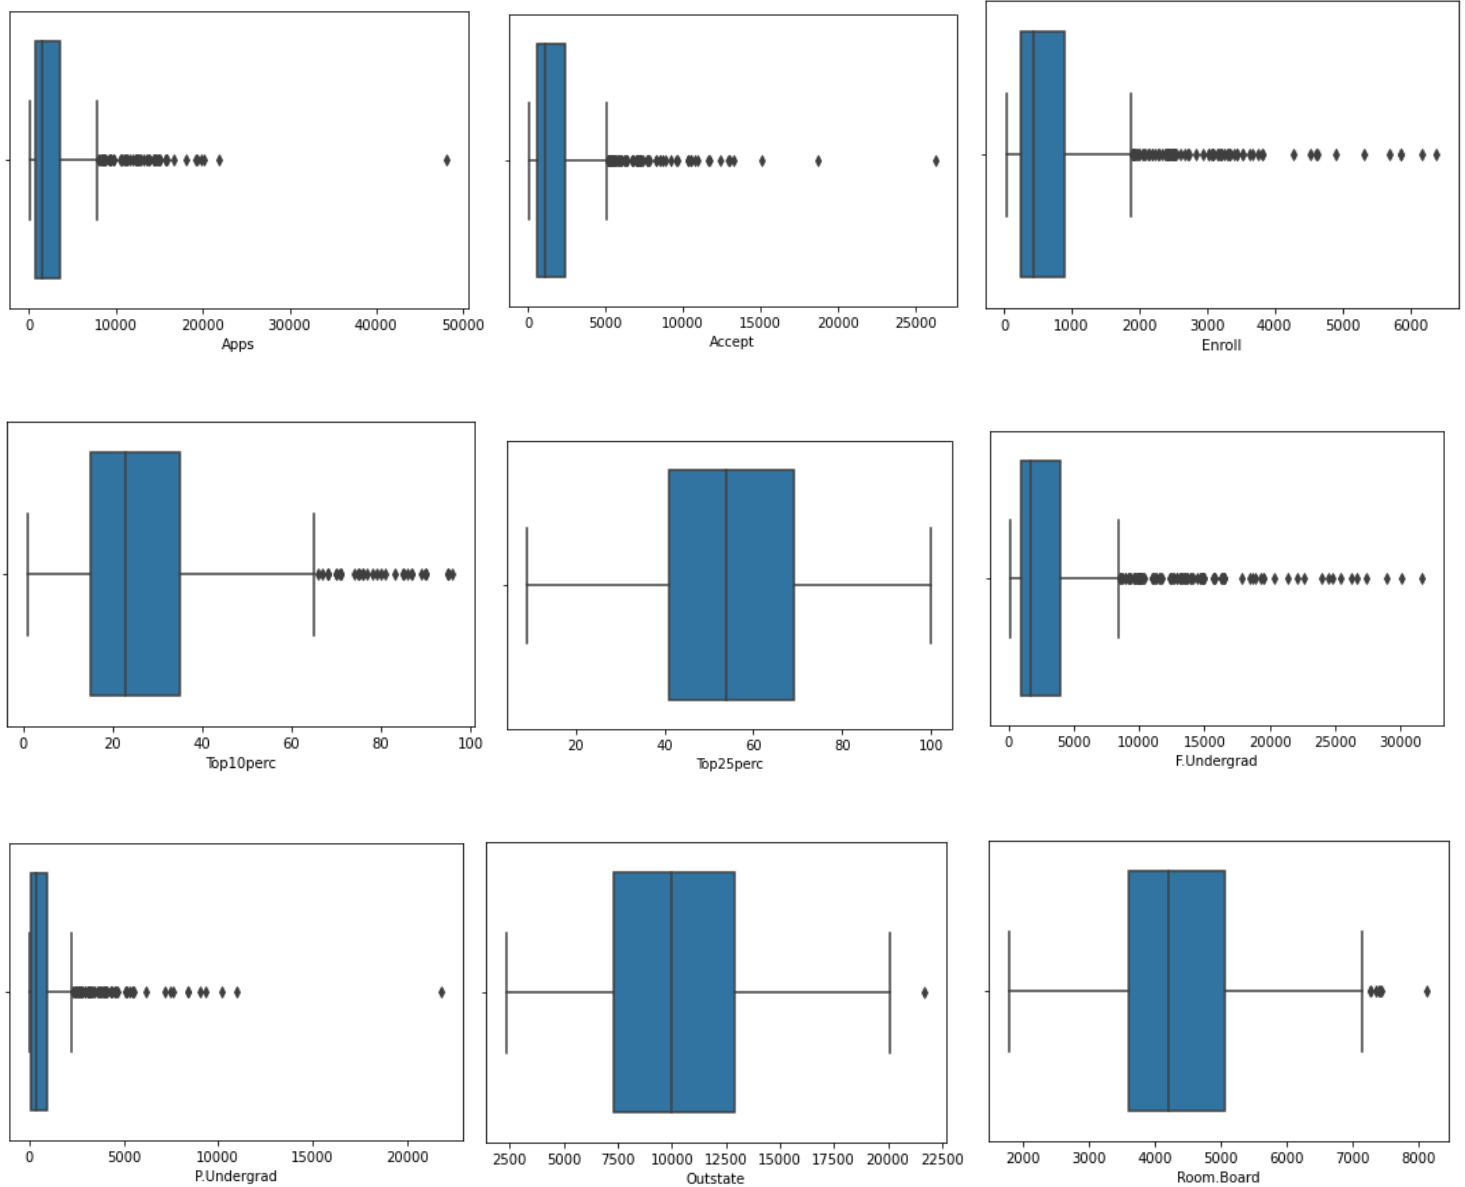 0 10000 20000 30000 40000 50000
Apps
0 5000 10000 15000 20000 25000
Accept
0 1000 2000 3000 4000 5000 6000
Enroll
0 20 40 60 80 100
Top10perc
20 40 60 80 100
Top25perc
0 5000 10000 15000 20000 25000 30000
F.Undergrad
0 5000 10000 15000 20000
P.Undergrad
2500 5000 7500 10000 12500 15000 17500 20000 22500
Outstate
2000 3000 4000 5000 6000 7000 8000
Room.Board